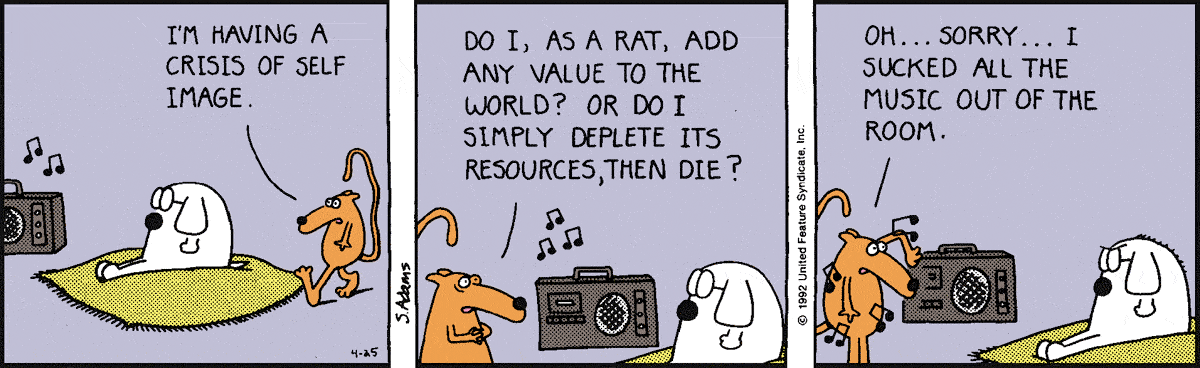 I'M HAVING A
CRISIS OF SELF
IMAGE.
4-25
S. Adams
DO I, AS A RAT, ADD
ANY VALUE TO THE
WORLD? OR DO I
SIMPLY DEPLETE ITS
RESOURCES, THEN DIE?
© 1992 United Feature Syndicate, Inc.
OH... SORRY... I
SUCKED ALL THE
MUSIC OUT OF THE
ROOM.